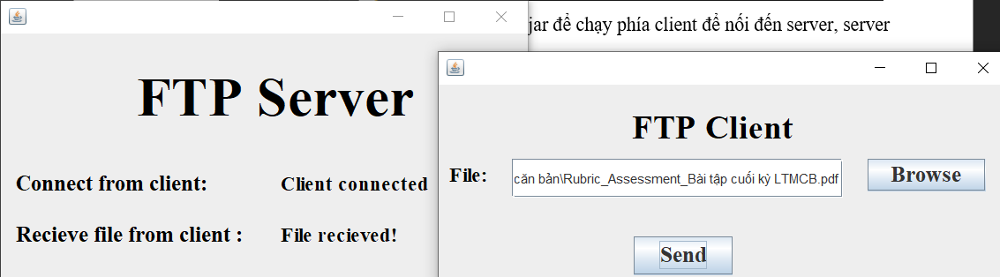 jar để chạy phía client để nối đến server, server
FTP Server
Connect from client: Client connected
Recieve file from client : File recieved!
FTP Client
File: căn bản\Rubric_Assessment_Bài tập cuối kỳ LTMCB.pdf Browse
Send